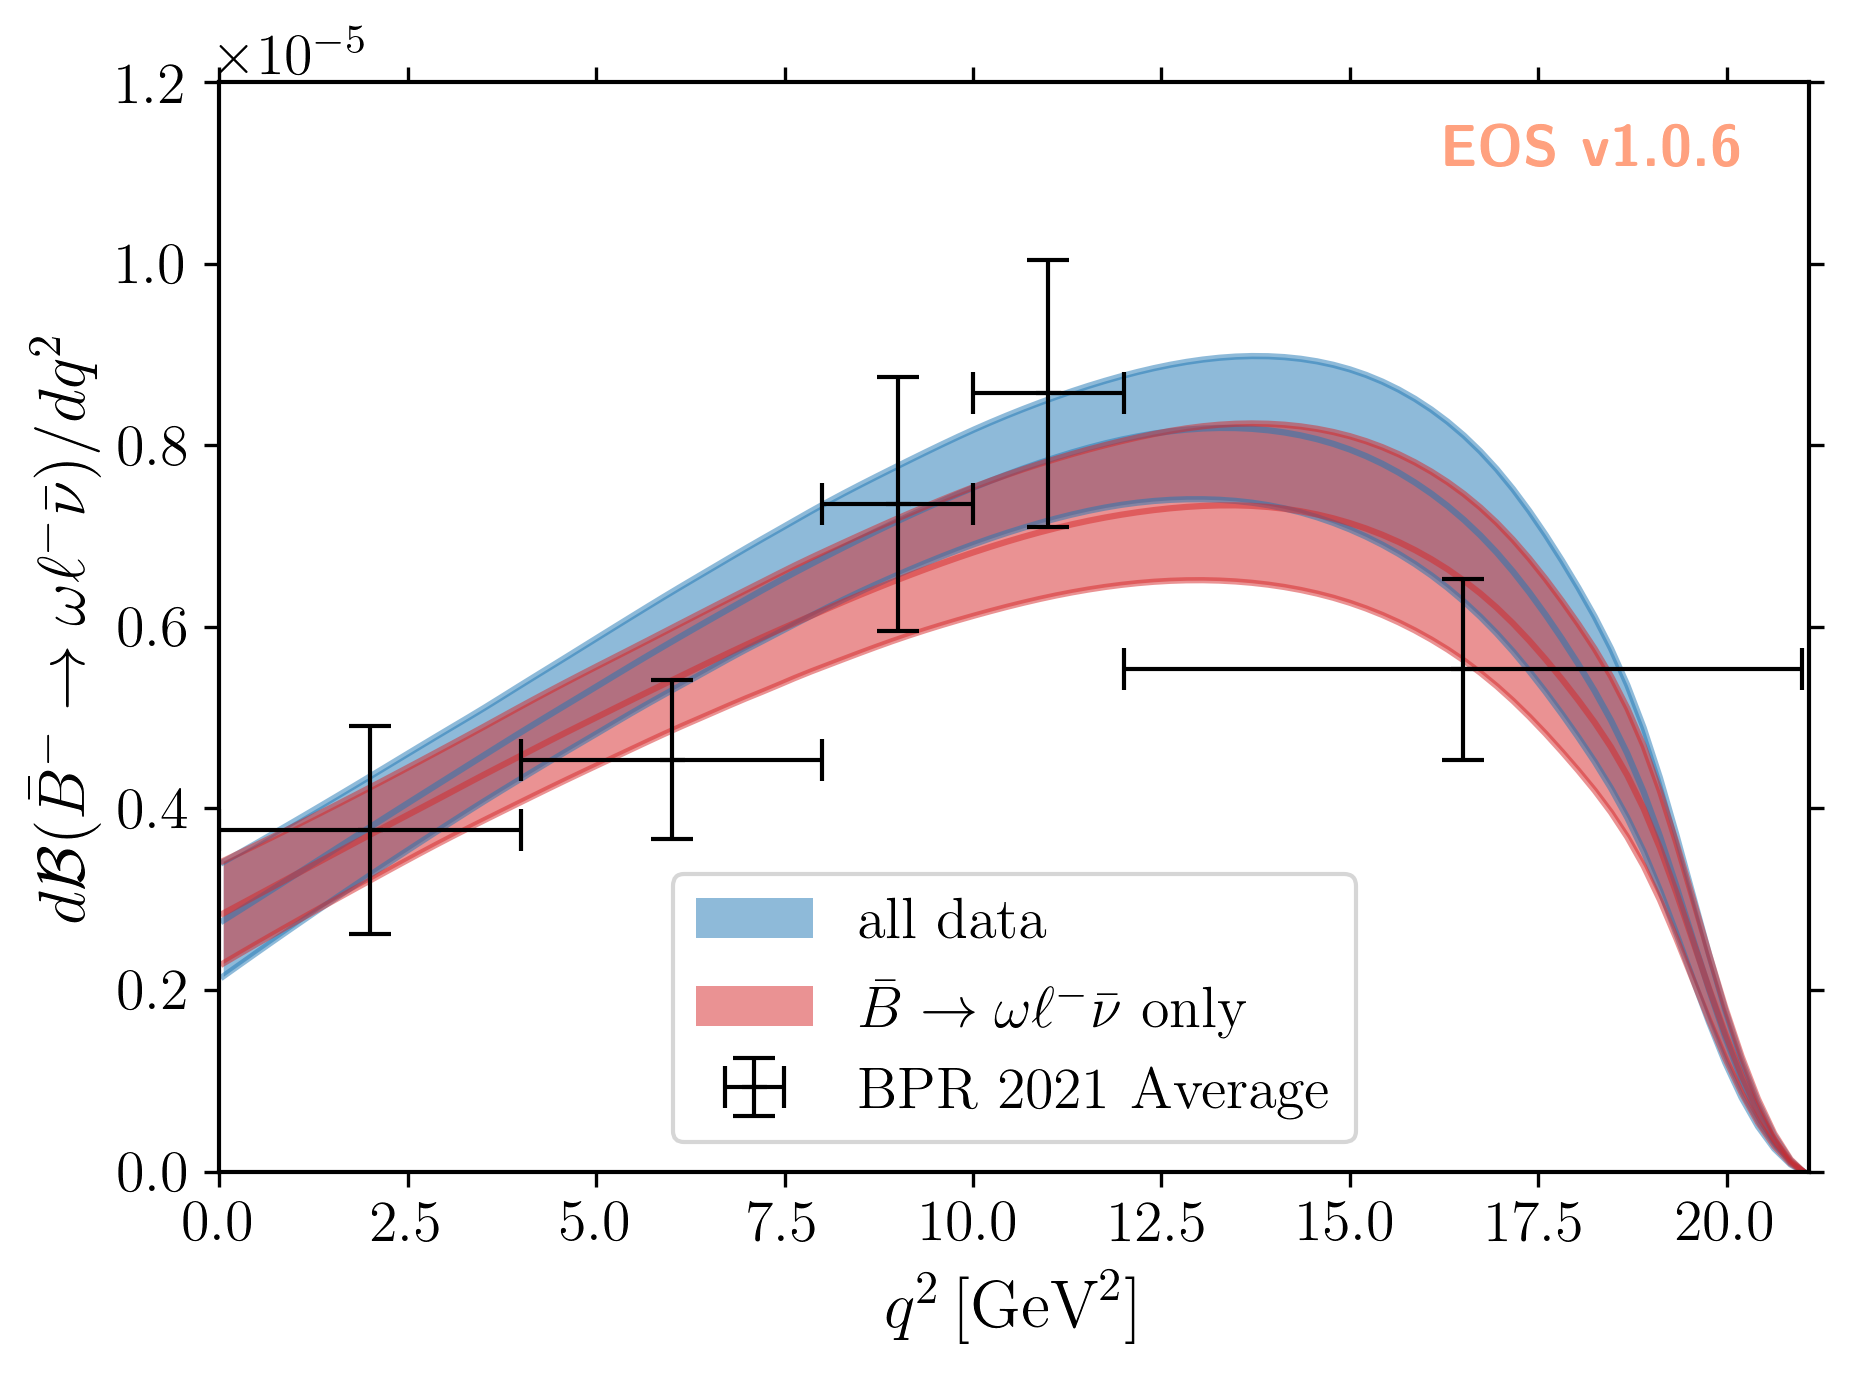 ×10⁻⁵
EOS v1.0.6
dℬ(B̄⁻ → ωℓ⁻ν̄)/dq²
1.2
1.0
0.8
0.6
0.4
0.2
0.0
all data
B̄ → ωℓ⁻ν̄ only
BPR 2021 Average
0.0 2.5 5.0 7.5 10.0 12.5 15.0 17.5 20.0
q² [GeV²]